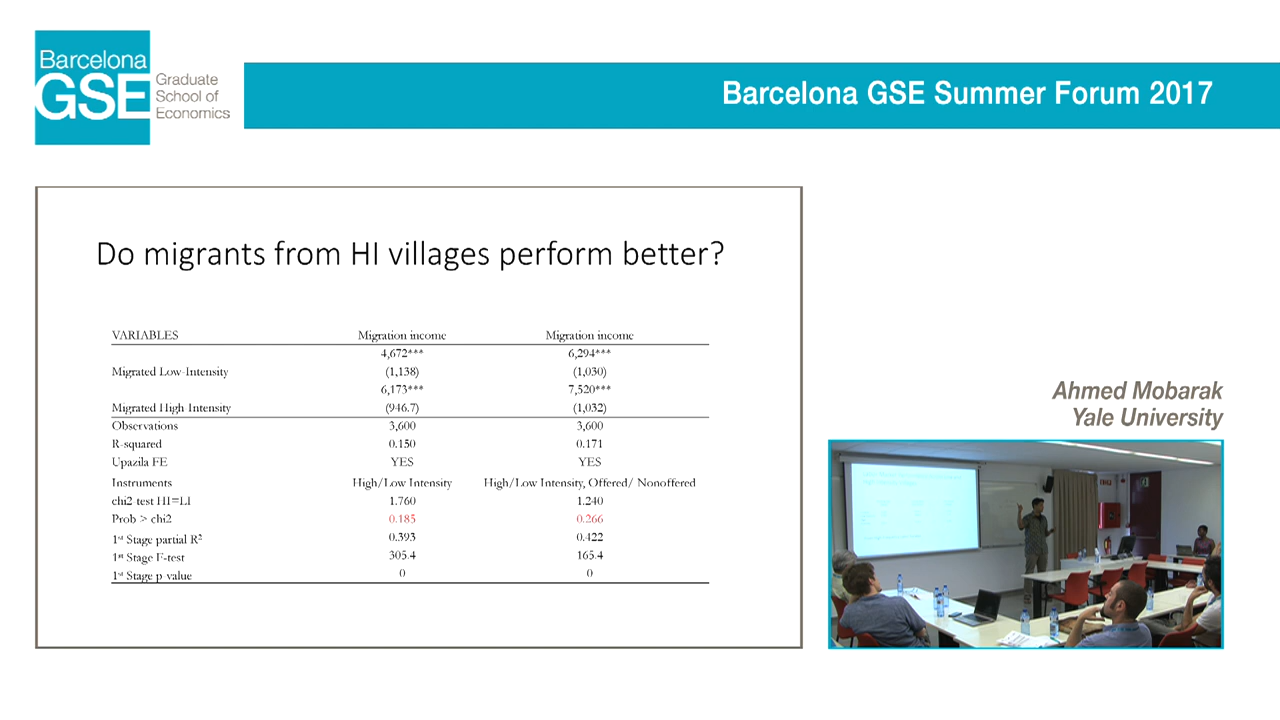 Barcelona
GSE
Graduate
School of
Economics
Barcelona GSE Summer Forum 2017
Do migrants from HI villages perform better?
VARIABLES Migration income Migration income
4,672*** 6,294***
Migrated Low-Intensity (1,138) (1,030)
6,173*** 7,520***
Migrated High Intensity (946.7) (1,032)
Observations 3,600 3,600
R-squared 0.150 0.171
Upazila FE YES YES
Instruments High/Low Intensity High/Low Intensity, Offered/ Nonoffered
chi2 test HI=LI 1.760 1.240
Prob > chi2 0.185 0.266
1st Stage partial R2 0.393 0.422
1st Stage F-test 305.4 165.4
1st Stage p-value 0 0
Ahmed Mobarak
Yale University